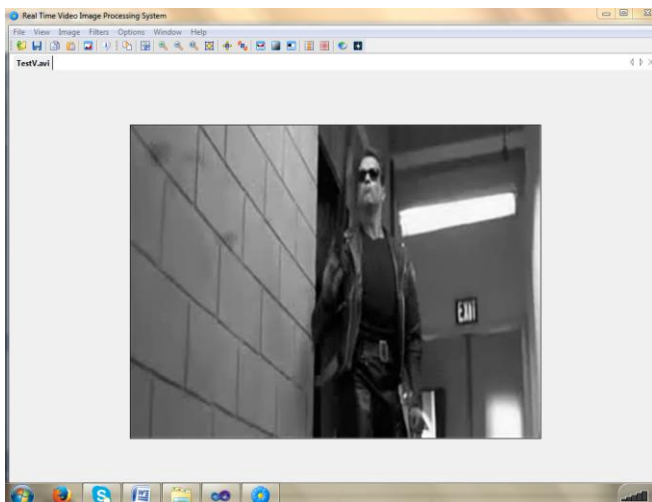 Real Time Video Image Processing System
File View Image Filters Options Window Help
TestV.avi
EXIT